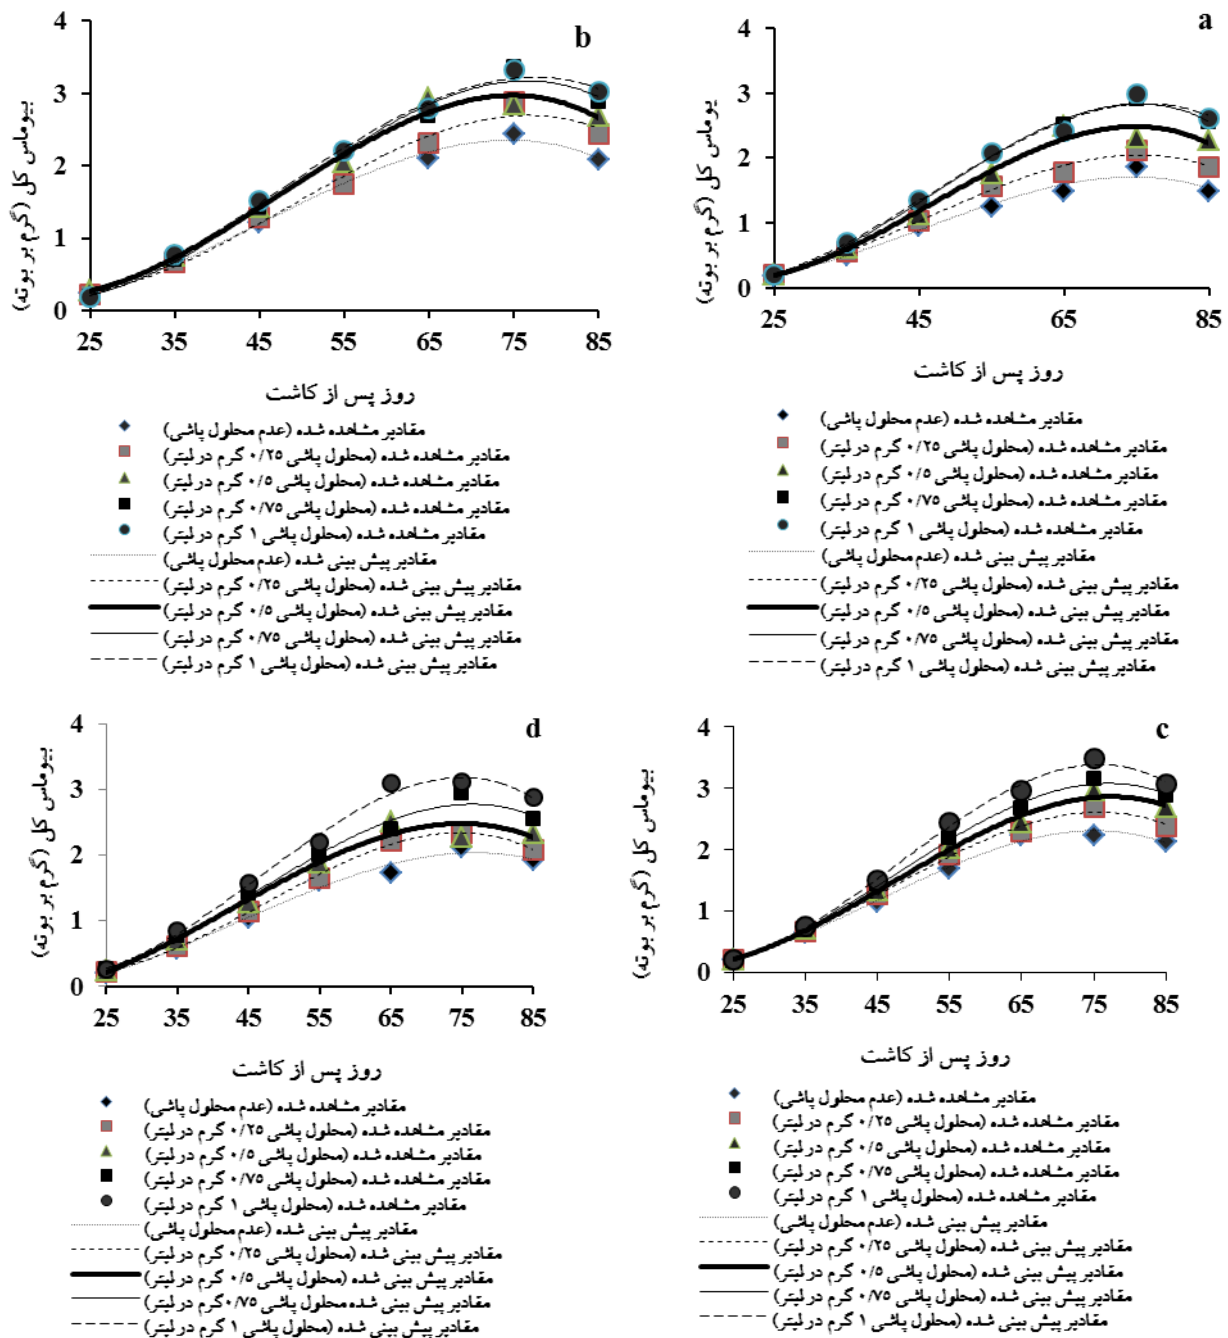 a
یوماس کل (گرم بر بوته)
4
3
2
1
0
25
45
65
85
روز پس از کاشت
مقادیر مشاهده شده (عدم محلول پاشی)
مقادیر مشاهده شده (محلول پاشی ۰/۲۵ گرم در لیتر)
مقادیر مشاهده شده (محلول پاشی ۰/۵ گرم در لیتر)
مقادیر مشاهده شده (محلول پاشی ۰/۷۵ گرم در لیتر)
مقادیر مشاهده شده (محلول پاشی ۱ گرم در لیتر)
مقادیر پیش بینی شده (عدم محلول پاشی)
مقادیر پیش بینی شده (محلول پاشی ۰/۲۵ گرم در لیتر)
مقادیر پیش بینی شده (محلول پاشی ۰/۵ گرم در لیتر)
مقادیر پیش بینی شده (محلول پاشی ۰/۷۵ گرم در لیتر)
مقادیر پیش بینی شده (محلول پاشی ۱ گرم در لیتر)
b
بیوماس کل (گرم بر بوته)
4
3
2
1
0
25
35
45
55
65
75
85
روز پس از کاشت
مقادیر مشاهده شده (عدم محلول پاشی)
مقادیر مشاهده شده (محلول پاشی ۰/۲۵ گرم در لیتر)
مقادیر مشاهده شده (محلول پاشی ۰/۵ گرم در لیتر)
مقادیر مشاهده شده (محلول پاشی ۰/۷۵ گرم در لیتر)
مقادیر مشاهده شده (محلول پاشی ۱ گرم در لیتر)
مقادیر پیش بینی شده (عدم محلول پاشی)
مقادیر پیش بینی شده (محلول پاشی ۰/۲۵ گرم در لیتر)
مقادیر پیش بینی شده (محلول پاشی ۰/۵ گرم در لیتر)
مقادیر پیش بینی شده (محلول پاشی ۰/۷۵ گرم در لیتر)
مقادیر پیش بینی شده (محلول پاشی ۱ گرم در لیتر)
c
بیوماس کل (گرم بر بوته)
4
3
2
1
0
25
35
45
55
65
75
85
روز پس از کاشت
مقادیر مشاهده شده (عدم محلول پاشی)
مقادیر مشاهده شده (محلول پاشی ۰/۲۵ گرم در لیتر)
مقادیر مشاهده شده (محلول پاشی ۰/۵ گرم در لیتر)
مقادیر مشاهده شده (محلول پاشی ۰/۷۵ گرم در لیتر)
مقادیر مشاهده شده (محلول پاشی ۱ گرم در لیتر)
مقادیر پیش بینی شده (عدم محلول پاشی)
مقادیر پیش بینی شده (محلول پاشی ۰/۲۵ گرم در لیتر)
مقادیر پیش بینی شده (محلول پاشی ۰/۵ گرم در لیتر)
مقادیر پیش بینی شده (محلول پاشی ۰/۷۵ گرم در لیتر)
مقادیر پیش بینی شده (محلول پاشی ۱ گرم در لیتر)
d
بیوماس کل (گرم بر بوته)
4
3
2
1
0
25
35
45
55
65
75
85
روز پس از کاشت
مقادیر مشاهده شده (عدم محلول پاشی)
مقادیر مشاهده شده (محلول پاشی ۰/۲۵ گرم در لیتر)
مقادیر مشاهده شده (محلول پاشی ۰/۵ گرم در لیتر)
مقادیر مشاهده شده (محلول پاشی ۰/۷۵ گرم در لیتر)
مقادیر مشاهده شده (محلول پاشی ۱ گرم در لیتر)
مقادیر پیش بینی شده (عدم محلول پاشی)
مقادیر پیش بینی شده (محلول پاشی ۰/۲۵ گرم در لیتر)
مقادیر پیش بینی شده (محلول پاشی ۰/۵ گرم در لیتر)
مقادیر پیش بینی شده محلول پاشی ۰/۷۵ گرم در لیتر)
مقادیر پیش بینی شده (محلول پاشی ۱ گرم در لیتر)